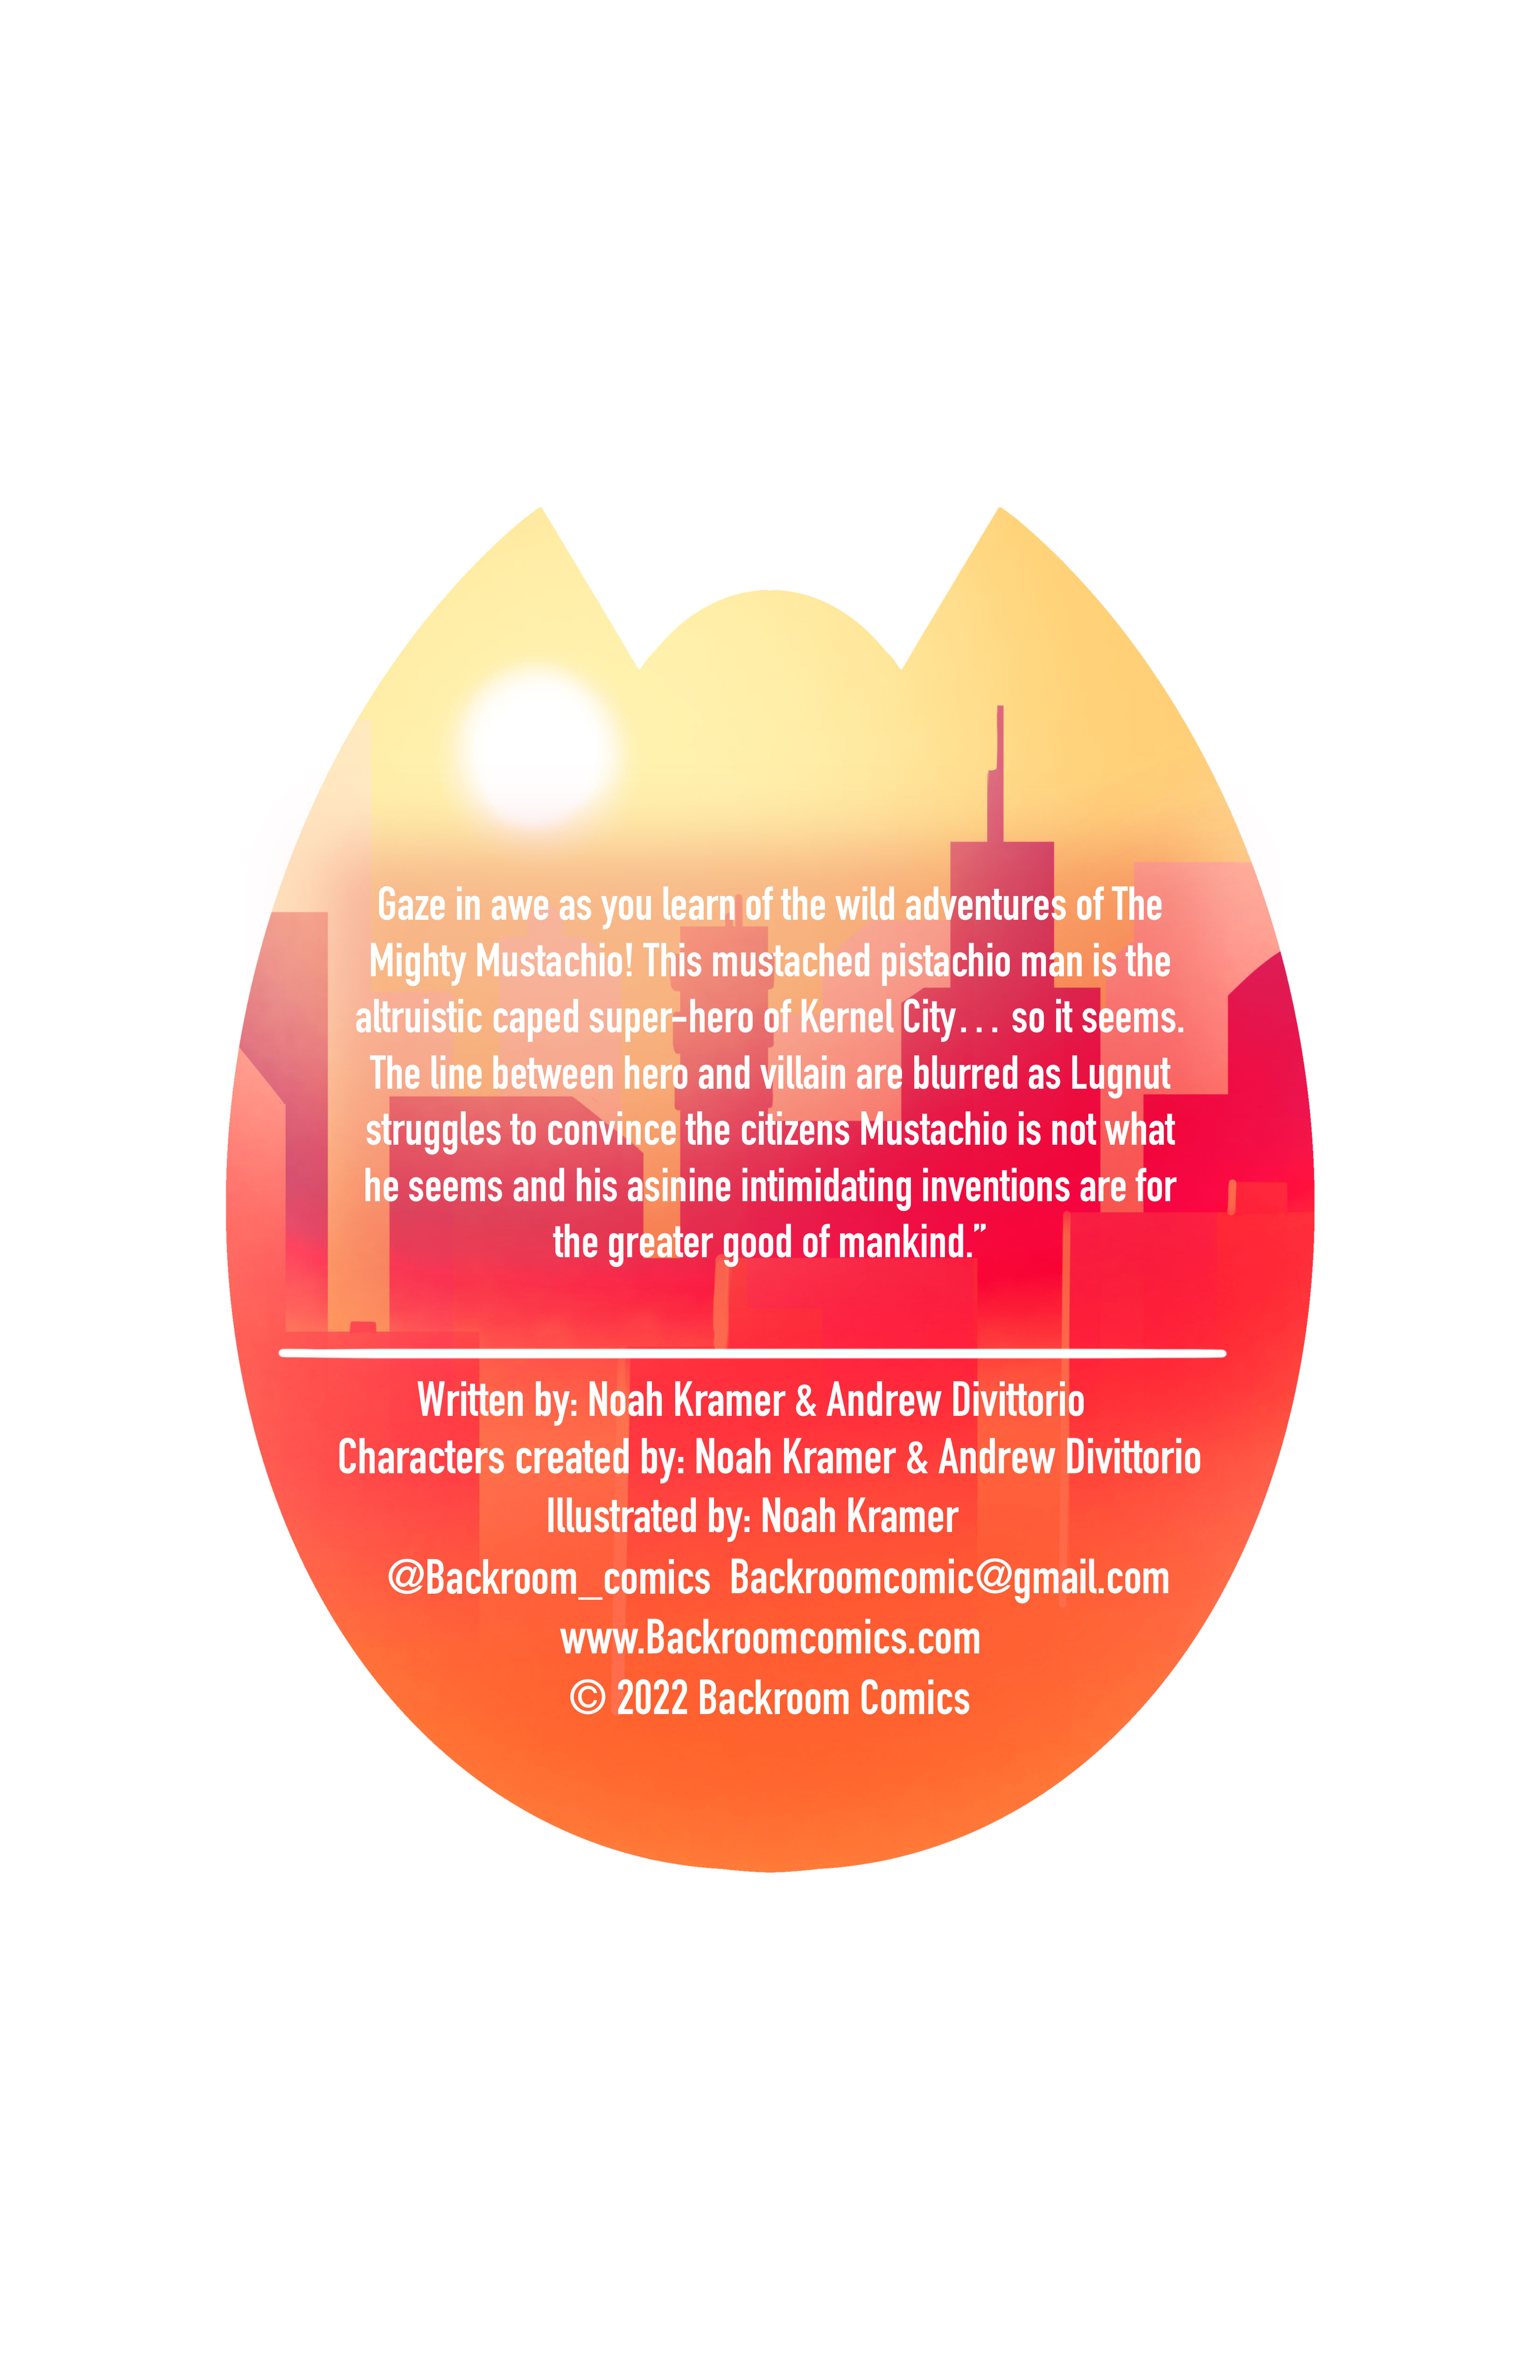 Gaze in awe as you learn of the wild adventures of The
Mighty Mustachio! This mustached pistachio man is the
altruistic caped super-hero of Kernel City... so it seems.
The line between hero and villain are blurred as Lugnut
struggles to convince the citizens Mustachio is not what
he seems and his asinine intimidating inventions are for
the greater good of mankind.”
Written by: Noah Kramer & Andrew Divittorio
Characters created by: Noah Kramer & Andrew Divittorio
Illustrated by: Noah Kramer
@Backroom_comics Backroomcomic@gmail.com
www.Backroomcomics.com
© 2022 Backroom Comics